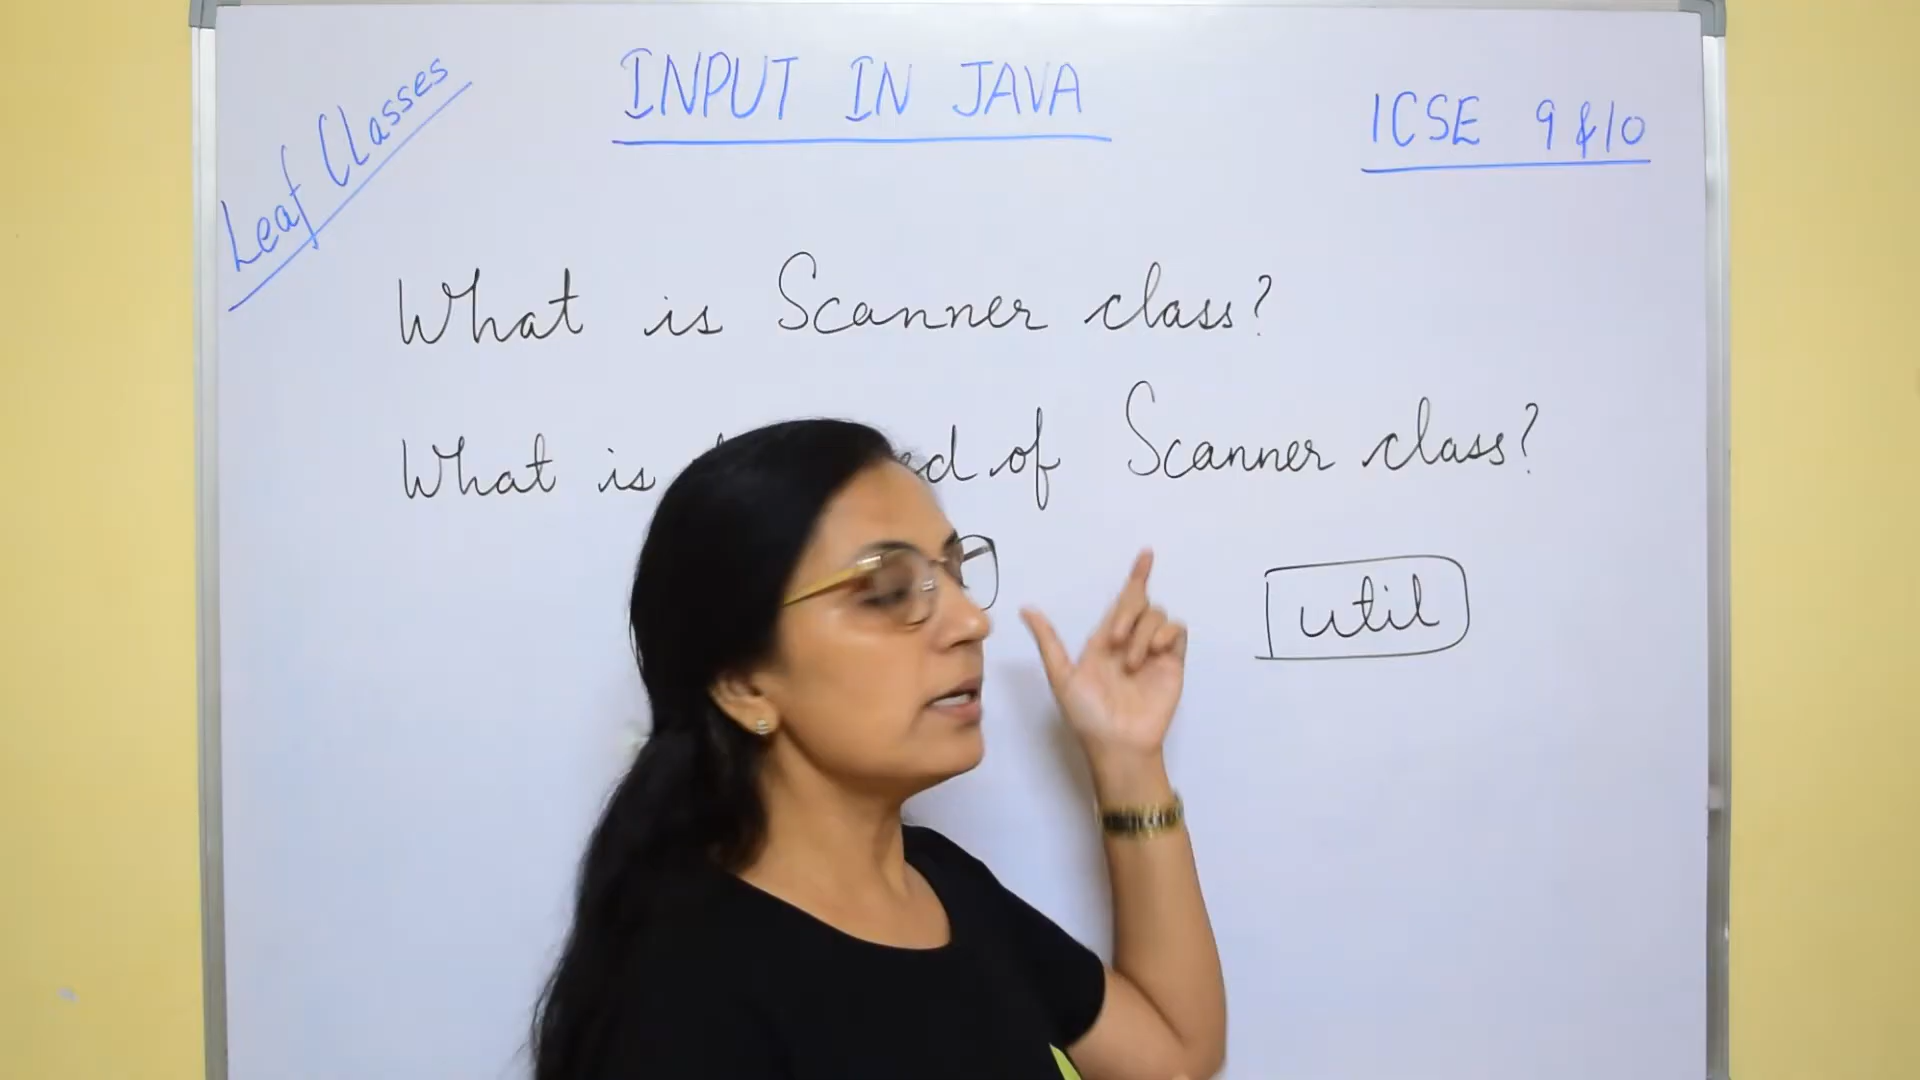 Leaf Classes
INPUT IN JAVA
ICSE 9 & 10
What is Scanner class?
What is of Scanner class?
util